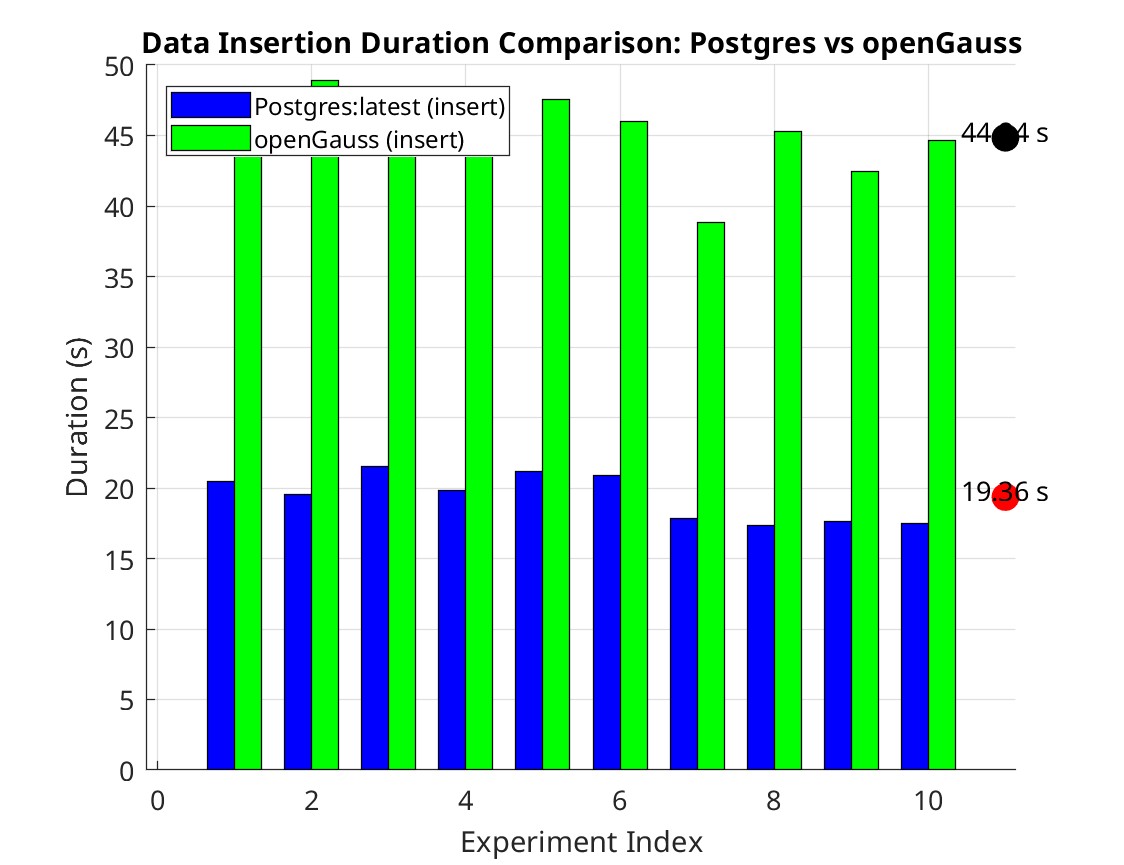 Data Insertion Duration Comparison: Postgres vs openGauss
Postgres:latest (insert)
openGauss (insert)
50
45
40
35
30
25
20
15
10
5
0
Duration (s)
19.36 s
0 2 4 6 8 10
Experiment Index